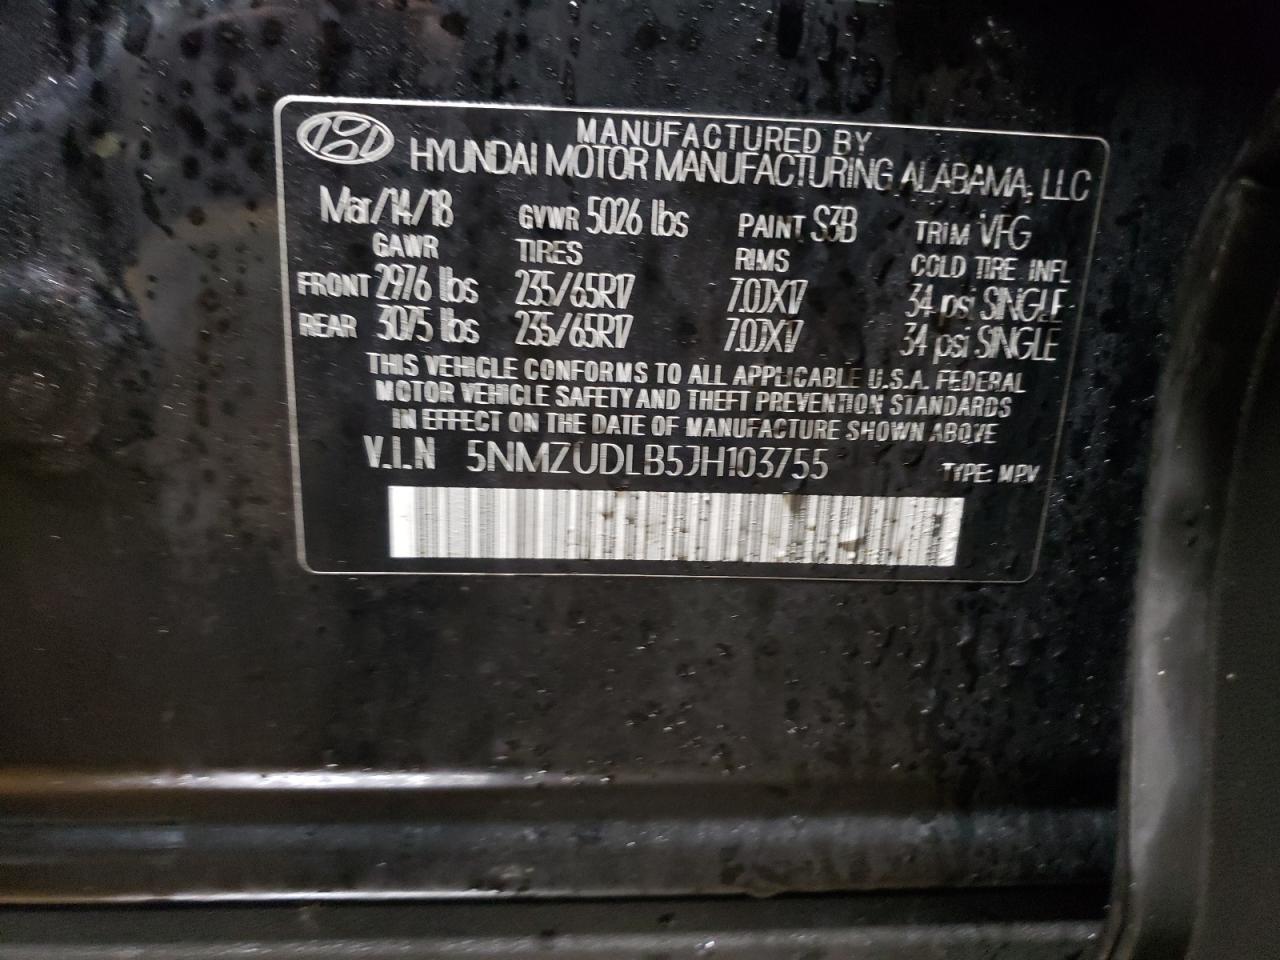 MANUFACTURED BY
HYUNDAI MOTOR MANUFACTURING ALABAMA, LLC
Mar/14/18 GVWR 5026 lbs PAINT S3B TRIM VFG
GAWR TIRES RIMS COLD TIRE INFL
FRONT 2976 lbs 235/65R17 7.0JX17 34 psi SINGLE
REAR 3075 lbs 235/65R17 7.0JX17 34 psi SINGLE
THIS VEHICLE CONFORMS TO ALL APPLICABLE U.S.A. FEDERAL
MOTOR VEHICLE SAFETY AND THEFT PREVENTION STANDARDS
IN EFFECT ON THE DATE OF MANUFACTURE SHOWN ABOVE
V.I.N 5NMZUDLB5JH103755 TYPE: MPV